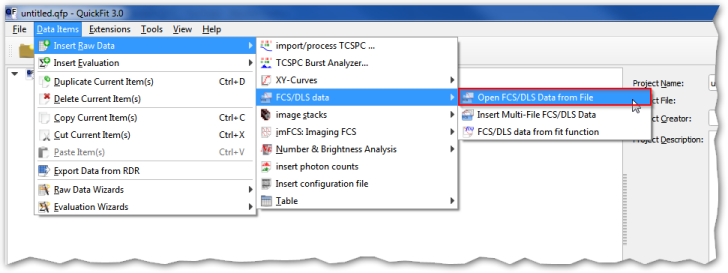 untitled.qfp - QuickFit 3.0
File Data Items Extensions Tools View Help
Insert Raw Data
Insert Evaluation
Duplicate Current Item(s) Ctrl+D
Delete Current Item(s)
Copy Current Item(s) Ctrl+C
Cut Current Item(s) Ctrl+X
Paste Item(s) Ctrl+V
Export Data from RDR
Raw Data Wizards
Evaluation Wizards
import/process TCSPC ...
TCSPC Burst Analyzer...
XY-Curves
FCS/DLS data
image stacks
imFCS: Imaging FCS
Number & Brightness Analysis
insert photon counts
Insert configuration file
Table
Open FCS/DLS Data from File
Insert Multi-File FCS/DLS Data
FCS/DLS data from fit function
Project Name: u
Project File:
Project Creator:
Project Description: